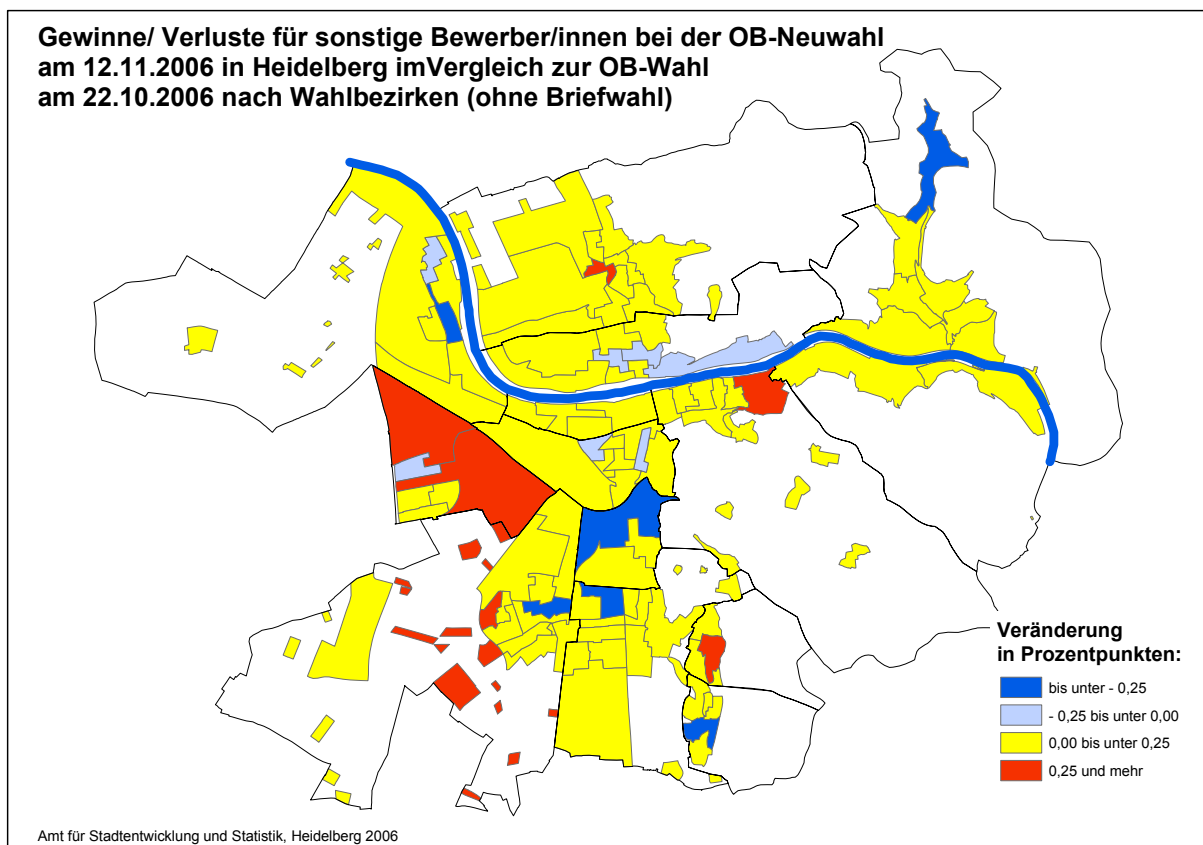 Gewinne/ Verluste für sonstige Bewerber/innen bei der OB-Neuwahl
am 12.11.2006 in Heidelberg imVergleich zur OB-Wahl
am 22.10.2006 nach Wahlbezirken (ohne Briefwahl)
Veränderung
in Prozentpunkten:
bis unter - 0,25
- 0,25 bis unter 0,00
0,00 bis unter 0,25
0,25 und mehr
Amt für Stadtentwicklung und Statistik, Heidelberg 2006